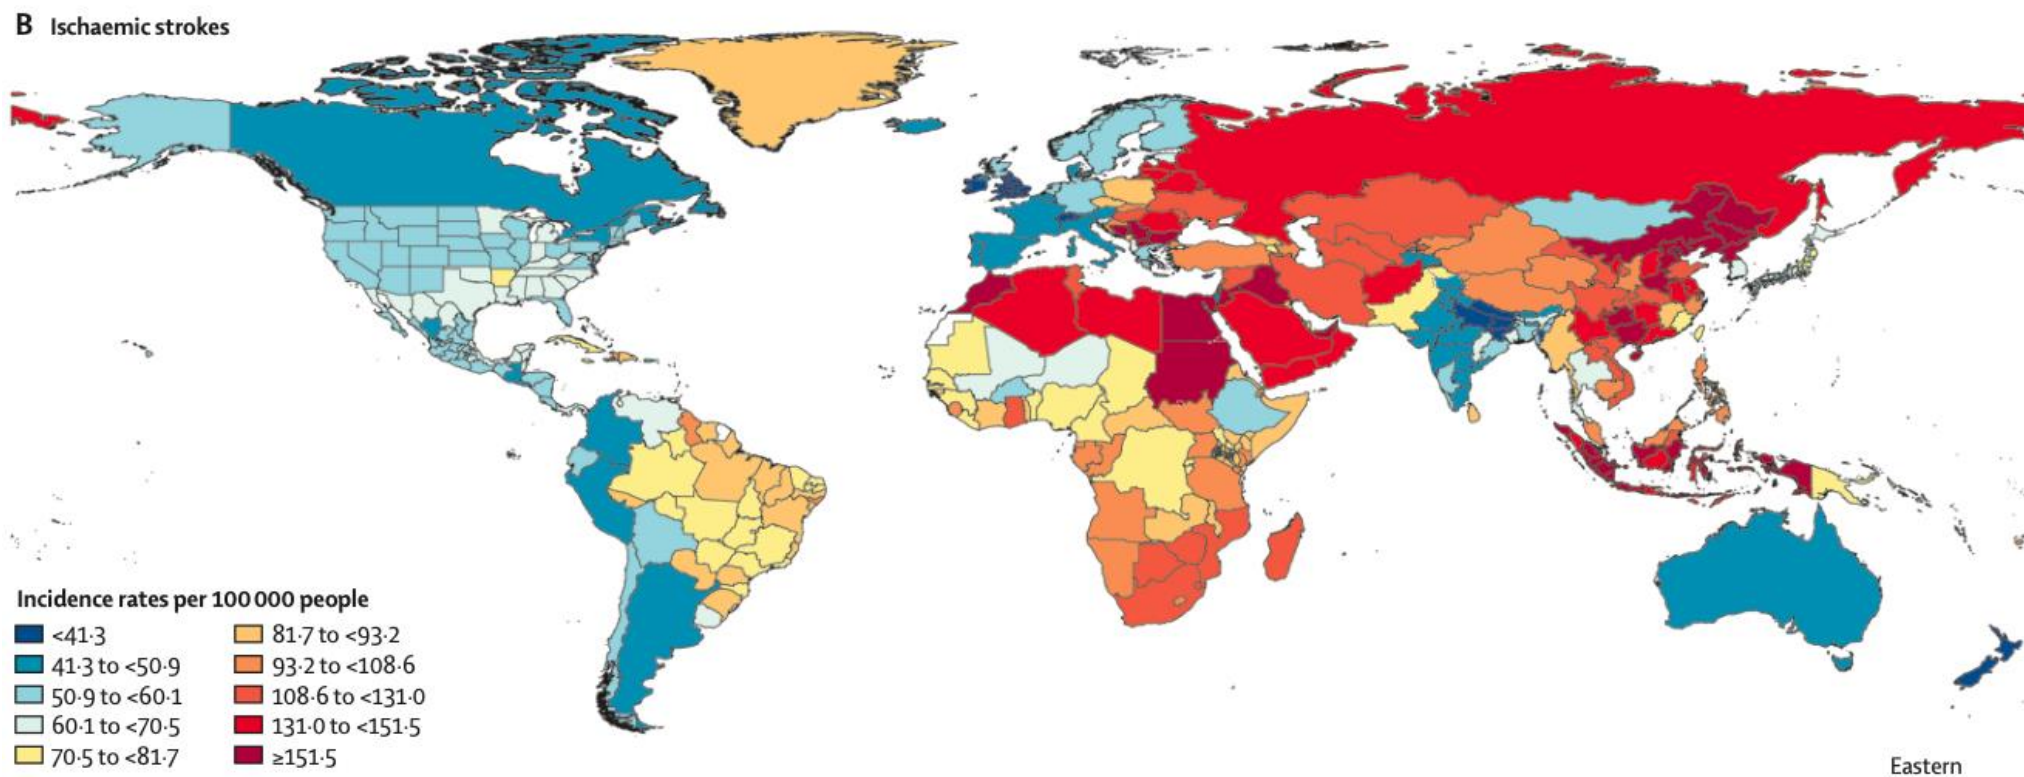 B Ischaemic strokes
Incidence rates per 100 000 people
<41·3
41·3 to <50·9
50·9 to <60·1
60·1 to <70·5
70·5 to <81·7
81·7 to <93·2
93·2 to <108·6
108·6 to <131·0
131·0 to <151·5
≥151·5
Eastern